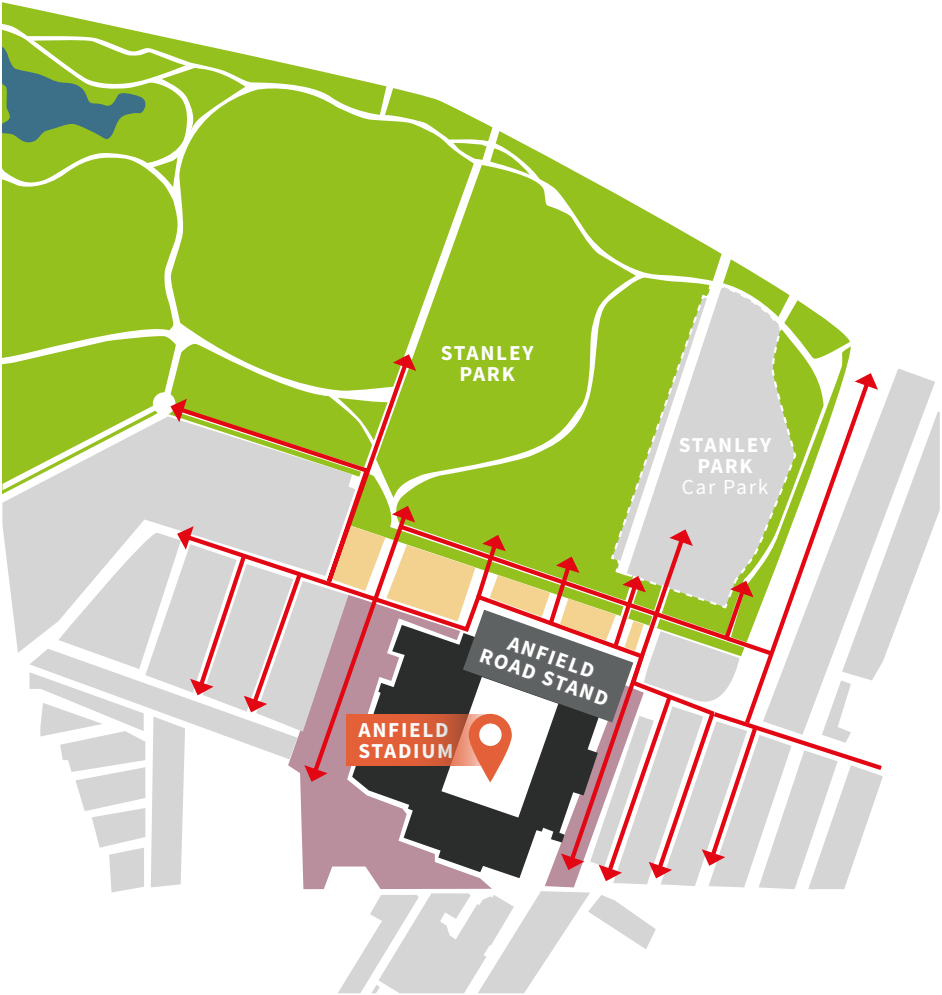 STANLEY
PARK
STANLEY
PARK
Car Park
ANFIELD
ROAD STAND
ANFIELD
STADIUM